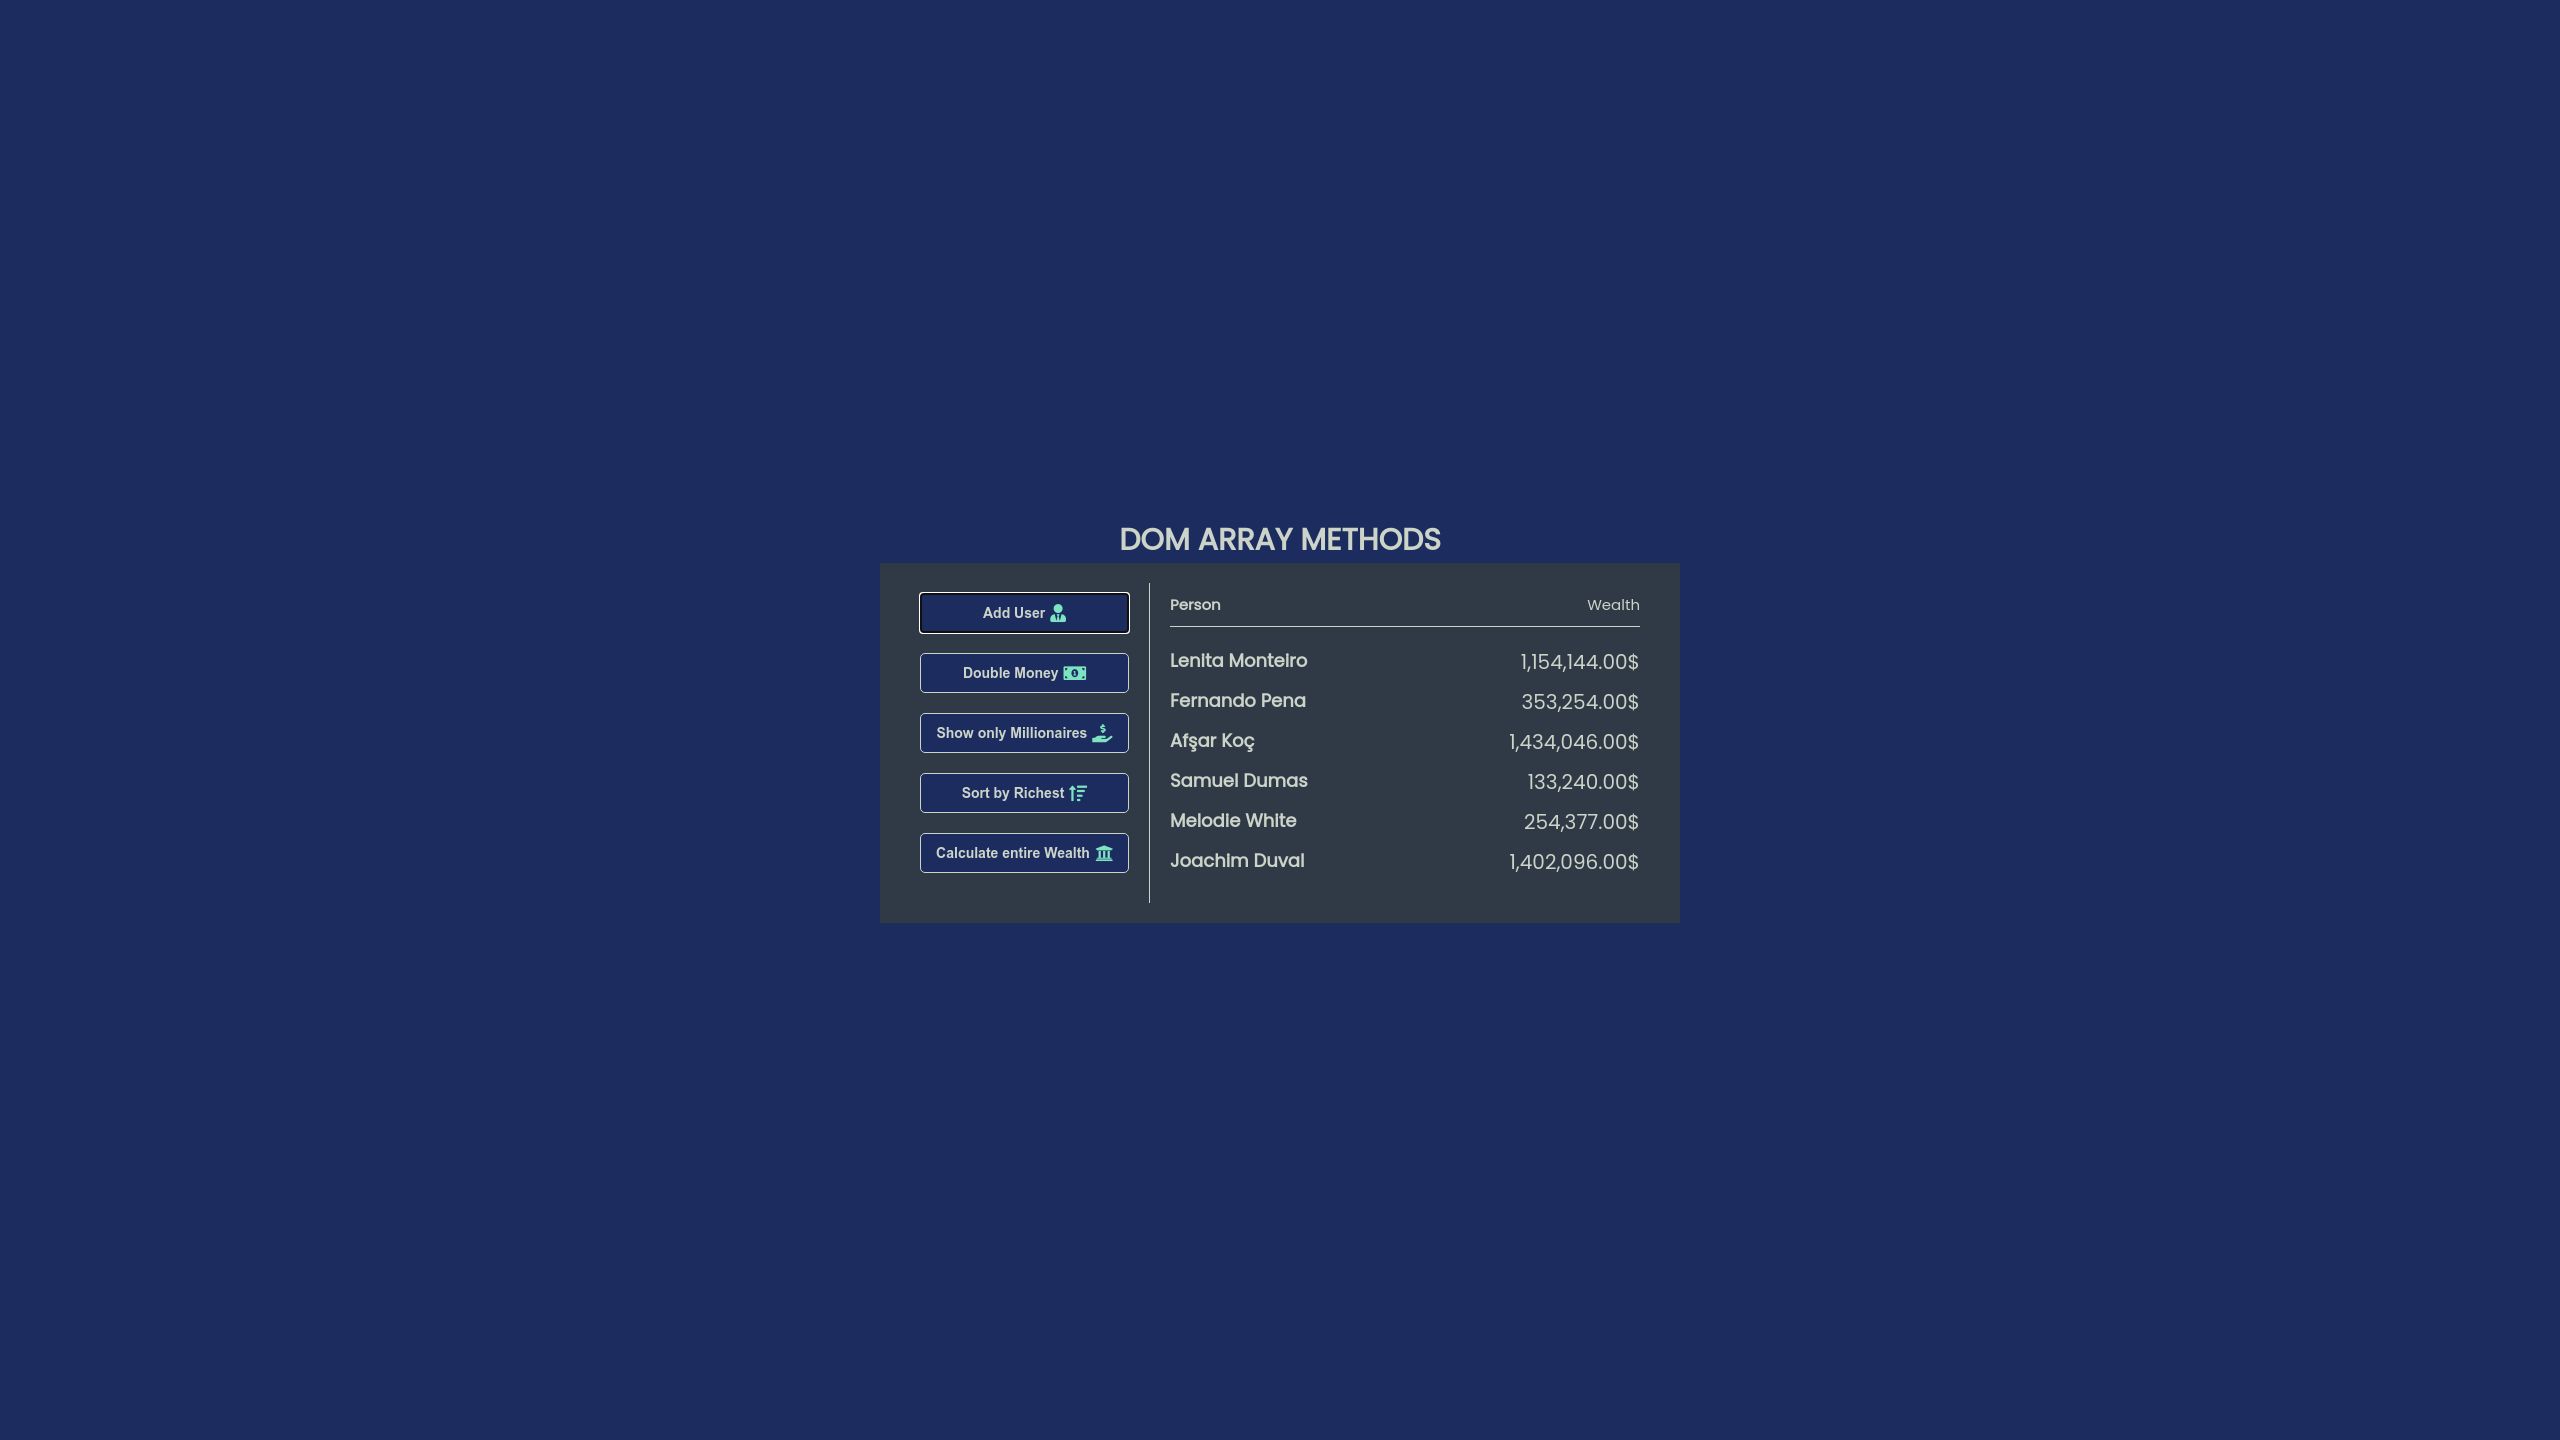 DOM ARRAY METHODS
Add User
Double Money
Show only Millionaires
Sort by Richest
Calculate entire Wealth
Person Wealth
Lenita Monteiro 1,154,144.00$
Fernando Pena 353,254.00$
Afşar Koç 1,434,046.00$
Samuel Dumas 133,240.00$
Melodie White 254,377.00$
Joachim Duval 1,402,096.00$